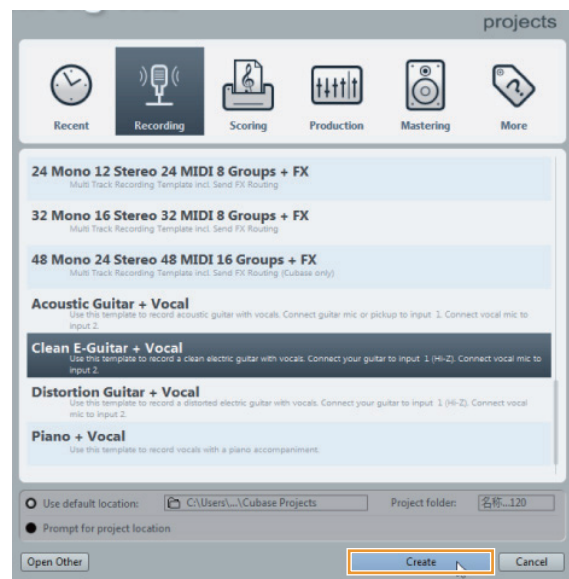 projects
Recent Recording Scoring Production Mastering More
24 Mono 12 Stereo 24 MIDI 8 Groups + FX
Multi Track Recording Template incl. Send FX Routing
32 Mono 16 Stereo 32 MIDI 8 Groups + FX
Multi Track Recording Template incl. Send FX Routing
48 Mono 24 Stereo 48 MIDI 16 Groups + FX
Multi Track Recording Template incl. Send FX Routing (Cubase only)
Acoustic Guitar + Vocal
Use this template to record acoustic guitar with vocals. Connect guitar mic or pickup to input 1. Connect vocal mic to
input 2.
Clean E-Guitar + Vocal
Use this template to record a clean electric guitar with vocals. Connect your guitar to input 1 (Hi-Z). Connect vocal mic to
input 2.
Distortion Guitar + Vocal
Use this template to record a distorted electric guitar with vocals. Connect your guitar to input 1 (Hi-Z). Connect vocal
mic to input 2.
Piano + Vocal
Use this template to record vocals with a piano accompaniment.
Use default location: C:\Users\...\Cubase Projects Project folder: 名称...120
Prompt for project location
Open Other Create Cancel